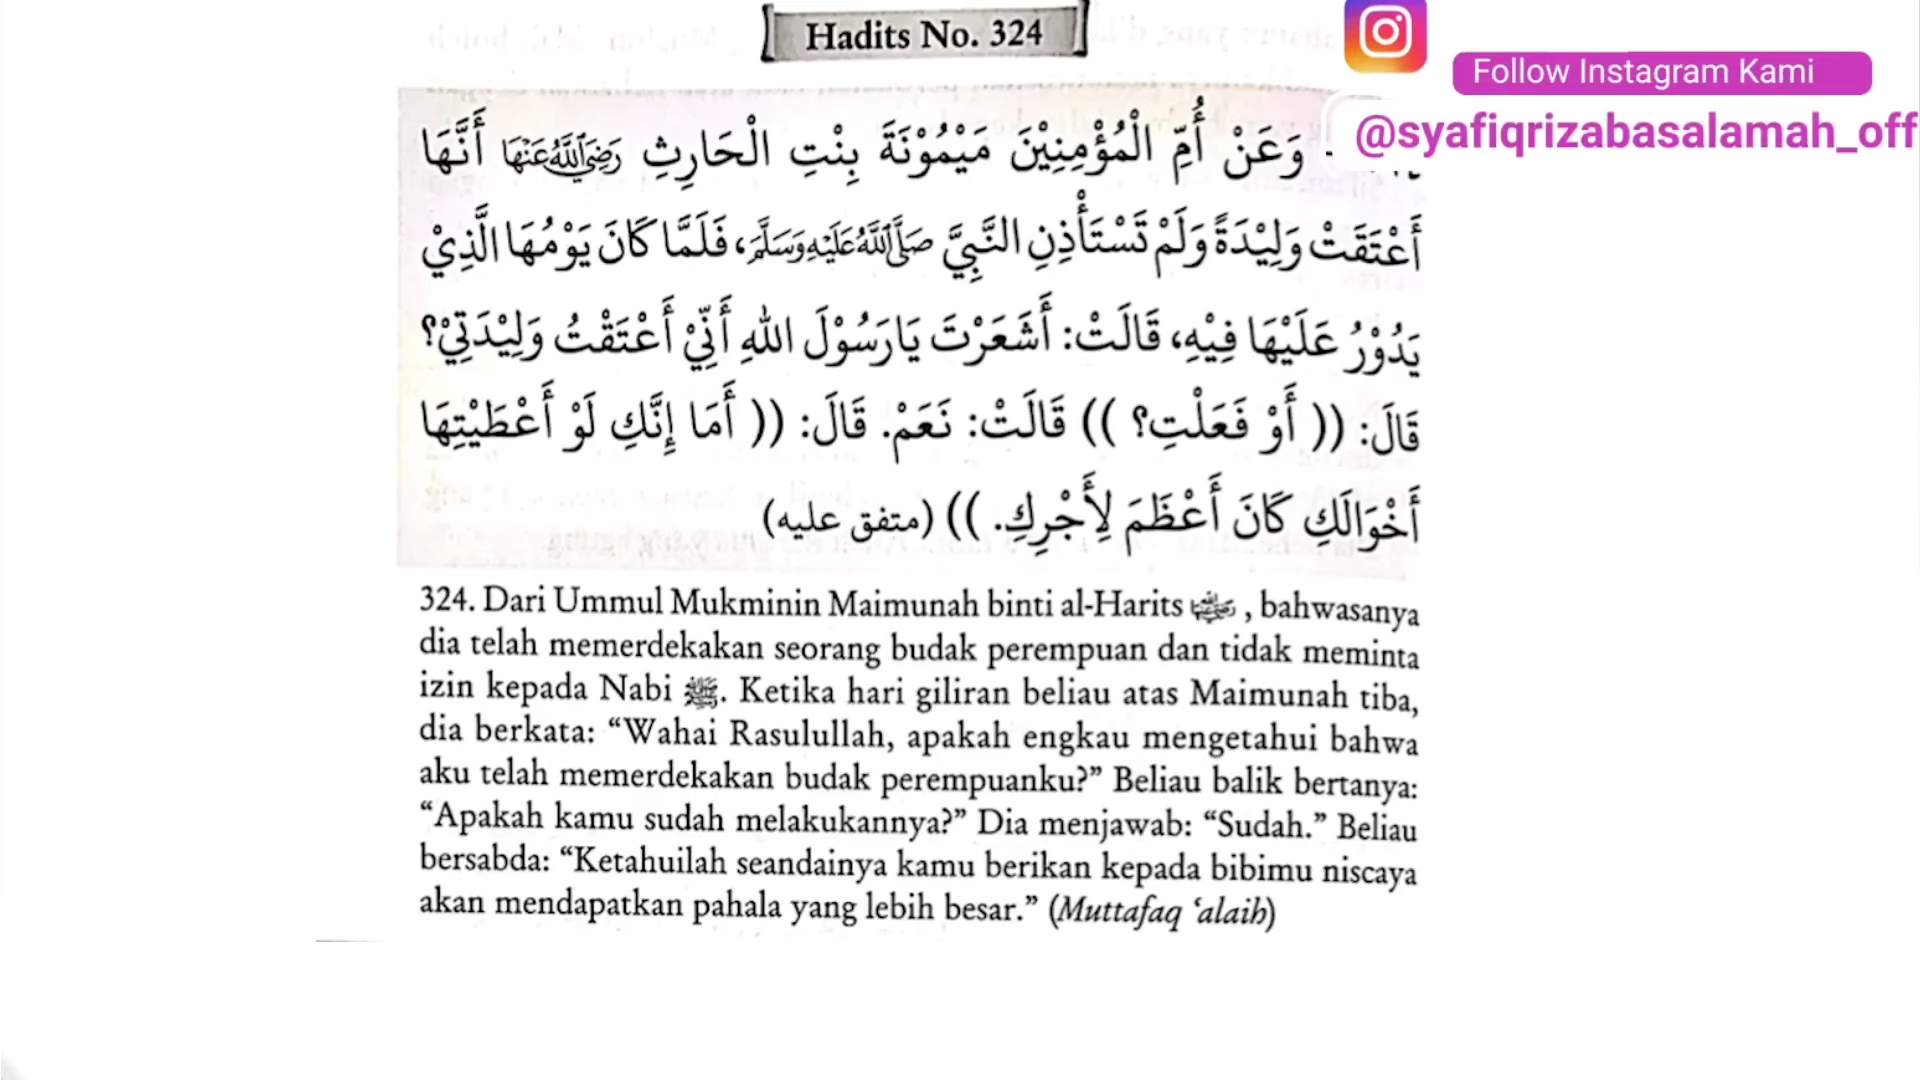 Hadits No. 324
Follow Instagram Kami
@syafiqrizabasalamah_off
- وَعَنْ أُمِّ الْمُؤْمِنِيْنَ مَيْمُوْنَةَ بِنْتِ الْحَارِثِ رَضِيَ اللَّهُ عَنْهَا أَنَّهَا
أَعْتَقَتْ وَلِيْدَةً وَلَمْ تَسْتَأْذِنِ النَّبِيَّ صَلَّى اللَّهُ عَلَيْهِ وَسَلَّمَ، فَلَمَّا كَانَ يَوْمُهَا الَّذِيْ
يَدُوْرُ عَلَيْهَا فِيْهِ، قَالَتْ: أَشَعَرْتَ يَارَسُوْلَ اللهِ أَنِّيْ أَعْتَقْتُ وَلِيْدَتِيْ؟
قَالَ: (( أَوْ فَعَلْتِ؟ )) قَالَتْ: نَعَمْ. قَالَ: (( أَمَا إِنَّكِ لَوْ أَعْطَيْتِهَا
أَخْوَالَكِ كَانَ أَعْظَمَ لِأَجْرِكِ. )) (متفق عليه)
324. Dari Ummul Mukminin Maimunah binti al-Harits رضي الله عنها, bahwasanya
dia telah memerdekakan seorang budak perempuan dan tidak meminta
izin kepada Nabi ﷺ. Ketika hari giliran beliau atas Maimunah tiba,
dia berkata: “Wahai Rasulullah, apakah engkau mengetahui bahwa
aku telah memerdekakan budak perempuanku?” Beliau balik bertanya:
“Apakah kamu sudah melakukannya?” Dia menjawab: “Sudah.” Beliau
bersabda: “Ketahuilah seandainya kamu berikan kepada bibimu niscaya
akan mendapatkan pahala yang lebih besar.” (Muttafaq ‘alaih)